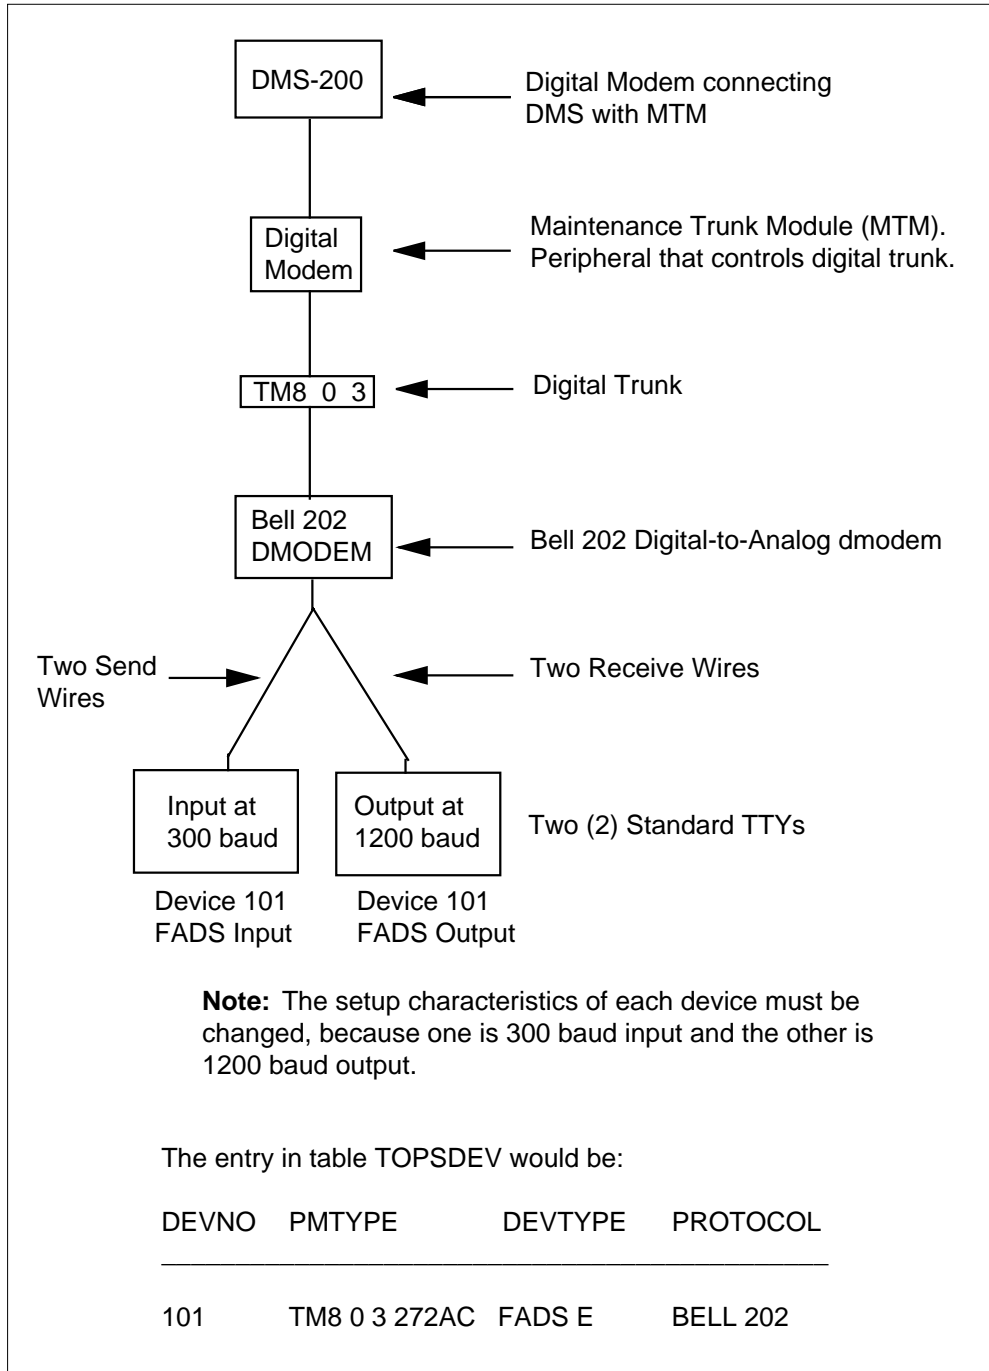 DMS-200
Digital Modem connecting
DMS with MTM
Digital
Modem
Maintenance Trunk Module (MTM).
Peripheral that controls digital trunk.
TM8 0 3
Digital Trunk
Bell 202
DMODEM
Bell 202 Digital-to-Analog dmodem
Two Send
Wires
Two Receive Wires
Input at
300 baud
Output at
1200 baud
Two (2) Standard TTYs
Device 101
FADS Input
Device 101
FADS Output
Note: The setup characteristics of each device must be
changed, because one is 300 baud input and the other is
1200 baud output.
The entry in table TOPSDEV would be:
DEVNO PMTYPE DEVTYPE PROTOCOL
101 TM8 0 3 272AC FADS E BELL 202